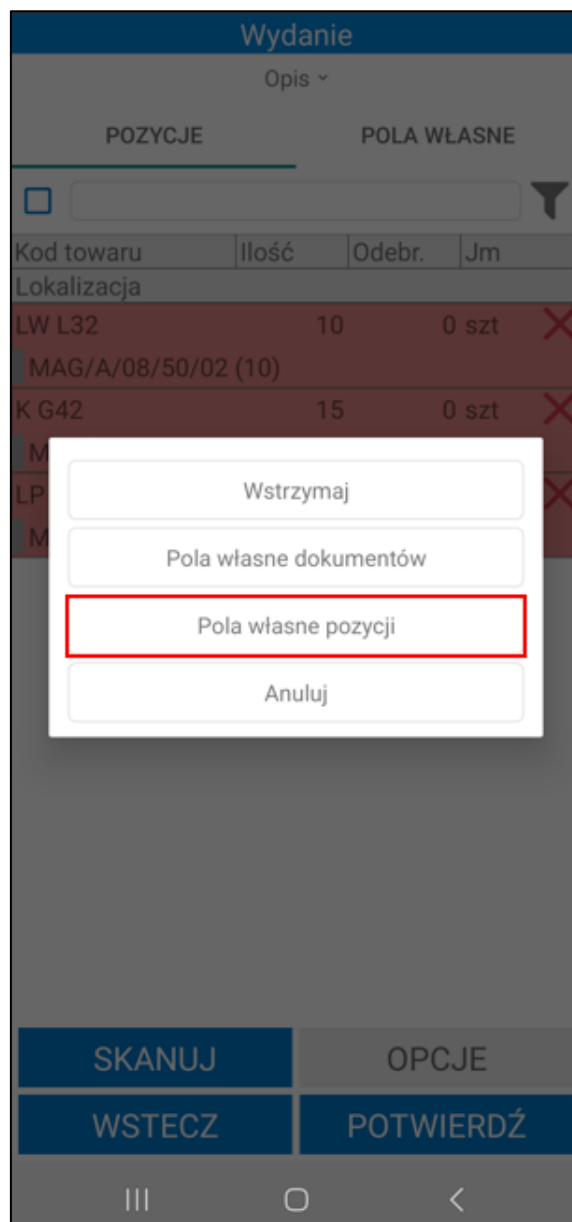 Wydanie
Opis
POZYCJE POLA WŁASNE
Kod towaru Ilość Odebr. Jm
Lokalizacja
LW L32 10 0 szt
MAG/A/08/50/02 (10)
K G42 15 0 szt
M
LP
M
Wstrzymaj
Pola własne dokumentów
Pola własne pozycji
Anuluj
SKANUJ OPCJE
WSTECZ POTWIERDŹ